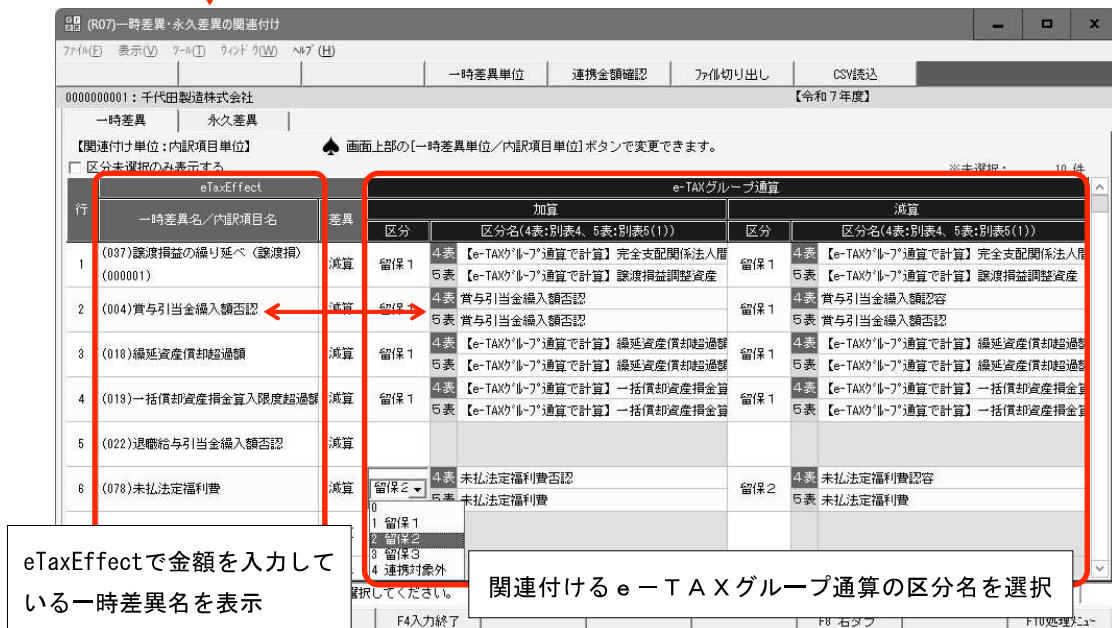 (R07)一時差異・永久差異の関連付け
ファイル(F) 表示(V) ツール(T) ウィンドウ(W) ヘルプ(H)
一時差異単位 連携金額確認 ファイル切り出し CSV読込
0000000001：千代田製造株式会社 【令和７年度】
一時差異 永久差異
【関連付け単位：内訳項目単位】 ♠ 画面上部の[一時差異単位/内訳項目単位]ボタンで変更できます。
区分未選択のみ表示する ※未選択： 10 件
eTaxEffect e-TAXグループ通算
行 一時差異名／内訳項目名 差異 加算 減算
区分 区分名(4表:別表4、5表:別表5(1)) 区分 区分名(4表:別表4、5表:別表5(1))
1 (037)譲渡損益の繰り延べ（譲渡損） 減算 留保１ 4表 【e-TAXグループ通算で計算】完全支配関係法人間 留保１ 4表 【e-TAXグループ通算で計算】完全支配関係法人間
(000001) 5表 【e-TAXグループ通算で計算】譲渡損益調整資産 5表 【e-TAXグループ通算で計算】譲渡損益調整資産
2 (004)賞与引当金繰入額否認 減算 留保１ 4表 賞与引当金繰入額否認 留保１ 4表 賞与引当金繰入額認容
5表 賞与引当金繰入額否認 5表 賞与引当金繰入額否認
3 (018)繰延資産償却超過額 減算 留保１ 4表 【e-TAXグループ通算で計算】繰延資産償却超過額 留保１ 4表 【e-TAXグループ通算で計算】繰延資産償却超過額
5表 【e-TAXグループ通算で計算】繰延資産償却超過額 5表 【e-TAXグループ通算で計算】繰延資産償却超過額
4 (019)一括償却資産損金算入限度超過額 減算 留保１ 4表 【e-TAXグループ通算で計算】一括償却資産損金算 留保１ 4表 【e-TAXグループ通算で計算】一括償却資産損金算
5表 【e-TAXグループ通算で計算】一括償却資産損金算 5表 【e-TAXグループ通算で計算】一括償却資産損金算
5 (022)退職給与引当金繰入額否認 減算
6 (078)未払法定福利費 減算 留保２ 4表 未払法定福利費否認 留保２ 4表 未払法定福利費認容
5表 未払法定福利費 5表 未払法定福利費
0
1 留保１
2 留保２
3 留保３
4 連携対象外
eTaxEffectで金額を入力して
いる一時差異名を表示
関連付けるｅ－ＴＡＸグループ通算の区分名を選択
択してください。
F4入力終了 F8 右タブ F10処理メニュー